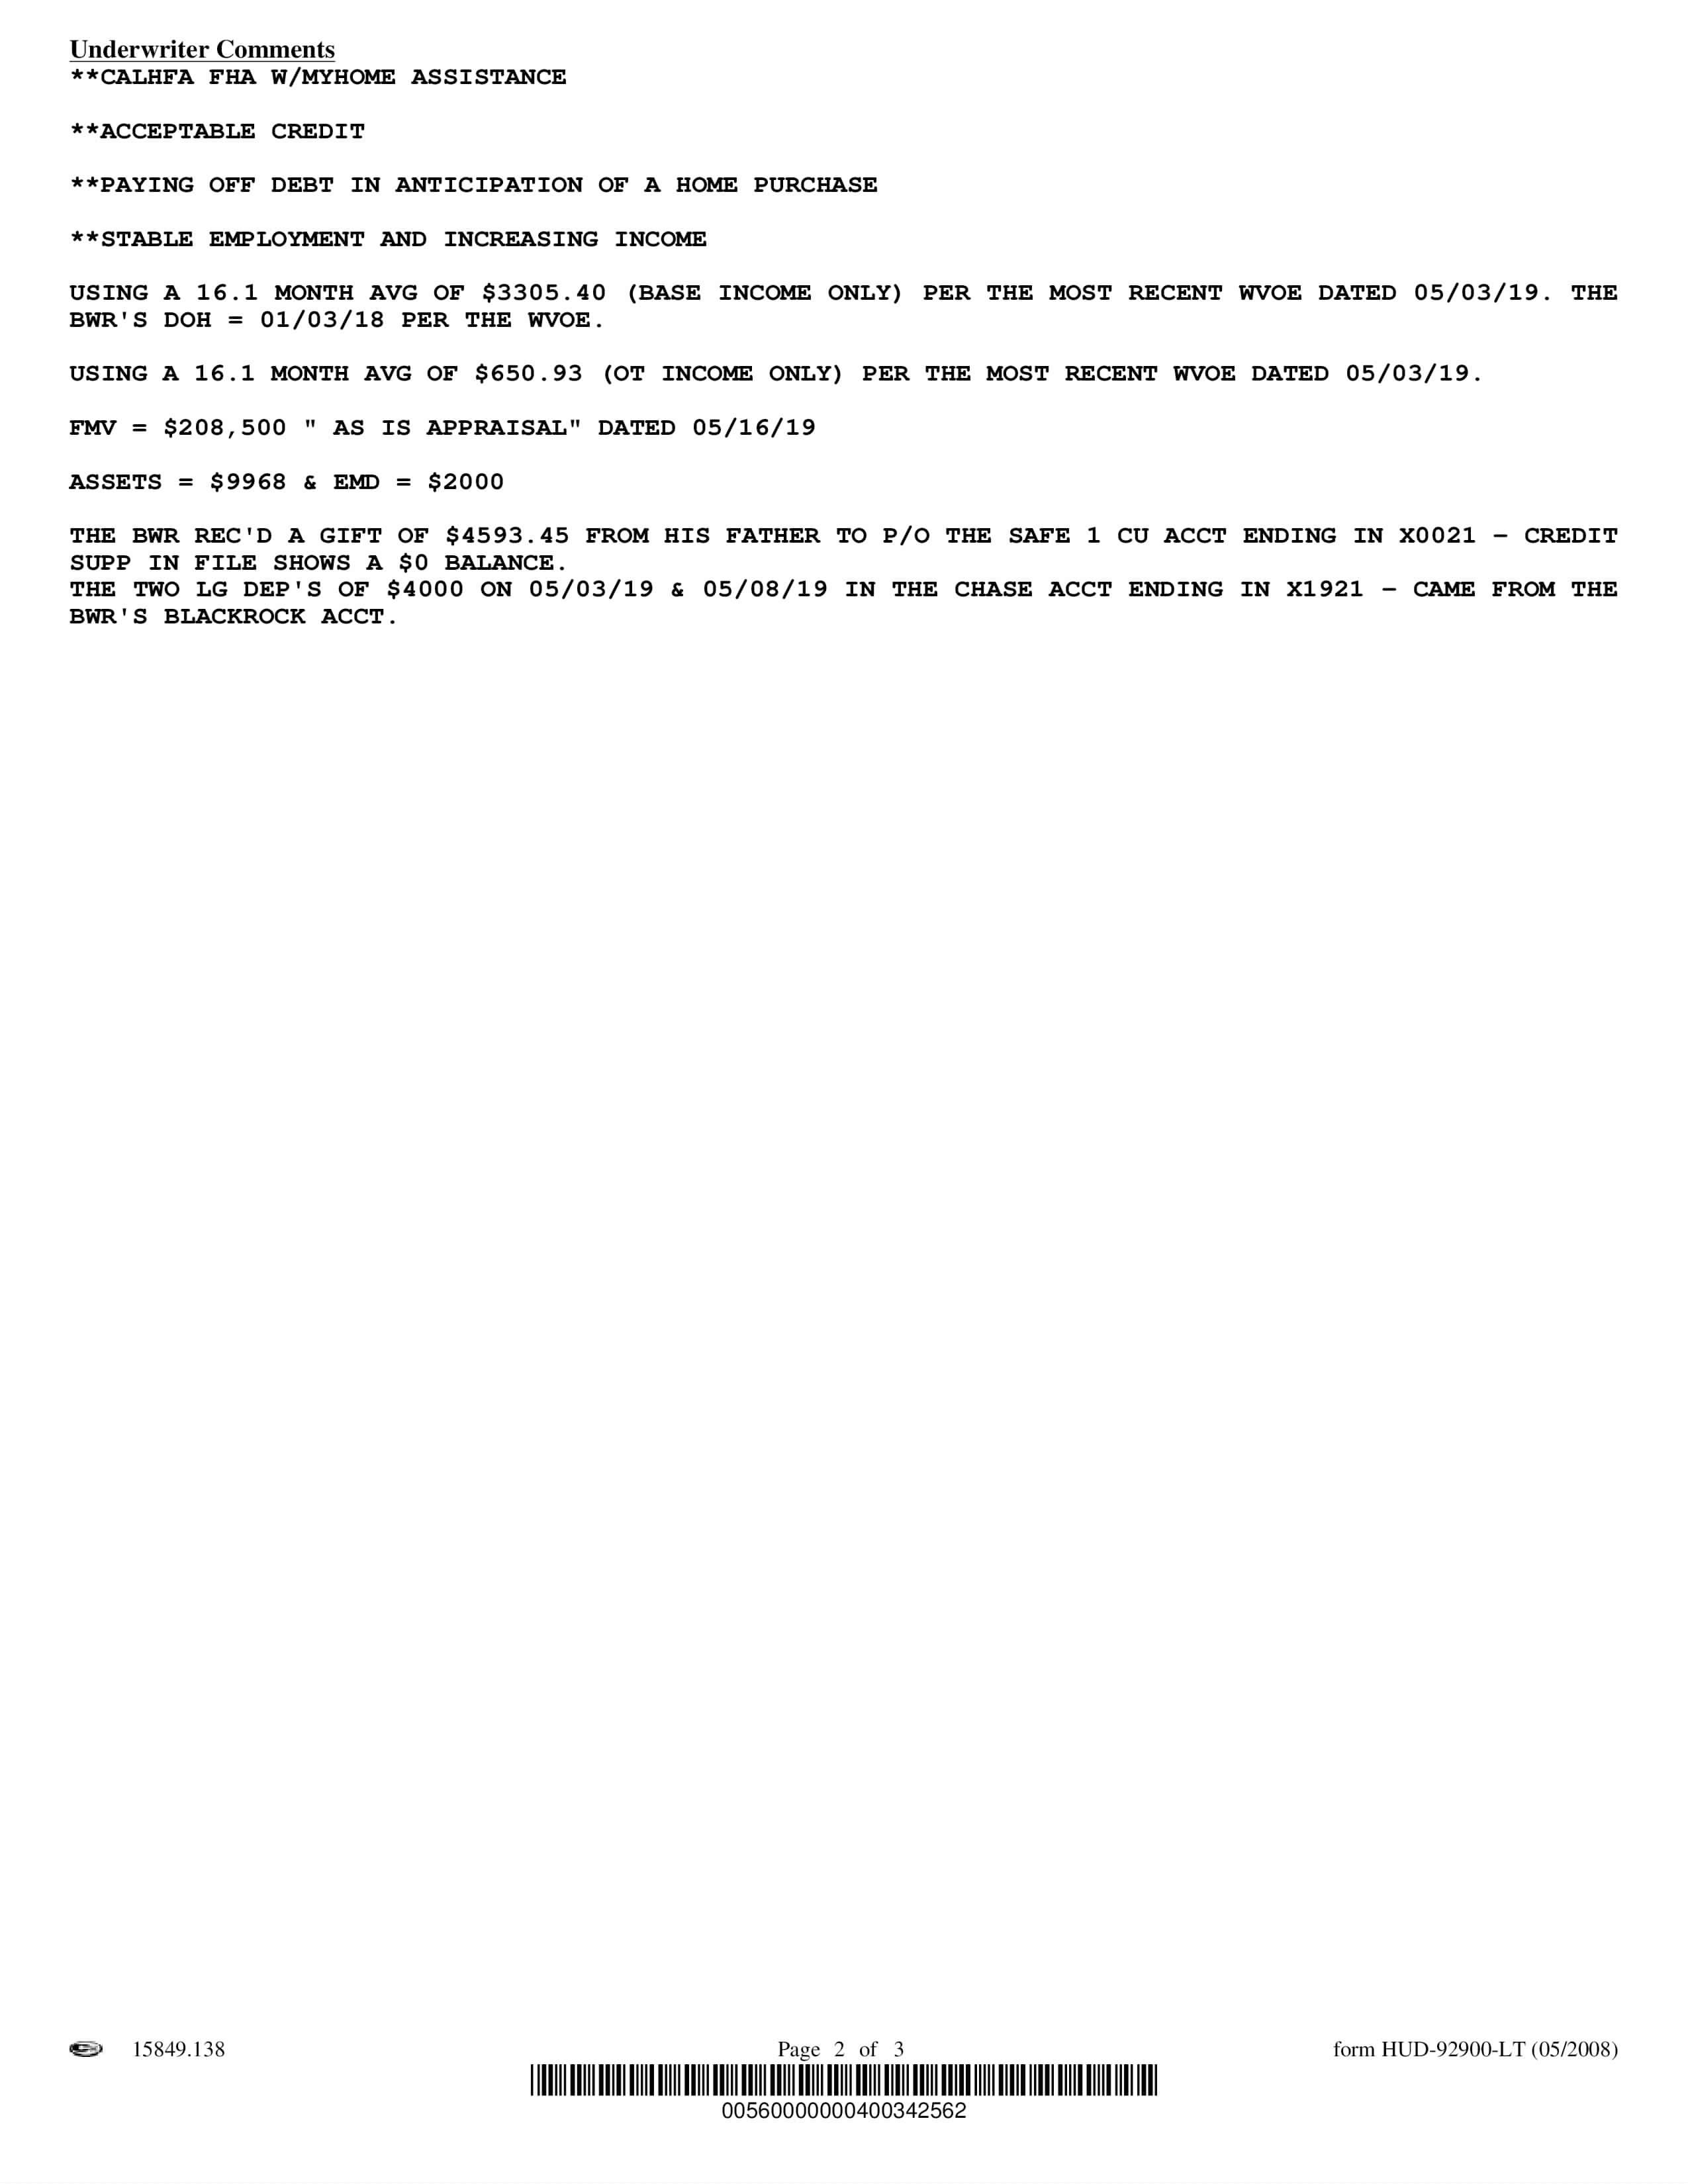 Underwriter Comments
**CALHFA FHA W/MYHOME ASSISTANCE
**ACCEPTABLE CREDIT
**PAYING OFF DEBT IN ANTICIPATION OF A HOME PURCHASE
**STABLE EMPLOYMENT AND INCREASING INCOME
USING A 16.1 MONTH AVG OF $3305.40 (BASE INCOME ONLY) PER THE MOST RECENT WVOE DATED 05/03/19. THE
BWR'S DOH = 01/03/18 PER THE WVOE.
USING A 16.1 MONTH AVG OF $650.93 (OT INCOME ONLY) PER THE MOST RECENT WVOE DATED 05/03/19.
FMV = $208,500 " AS IS APPRAISAL" DATED 05/16/19
ASSETS = $9968 & EMD = $2000
THE BWR REC'D A GIFT OF $4593.45 FROM HIS FATHER TO P/O THE SAFE 1 CU ACCT ENDING IN X0021 – CREDIT
SUPP IN FILE SHOWS A $0 BALANCE.
THE TWO LG DEP'S OF $4000 ON 05/03/19 & 05/08/19 IN THE CHASE ACCT ENDING IN X1921 – CAME FROM THE
BWR'S BLACKROCK ACCT.
15849.138 Page 2 of 3 form HUD-92900-LT (05/2008)
00560000000400342562